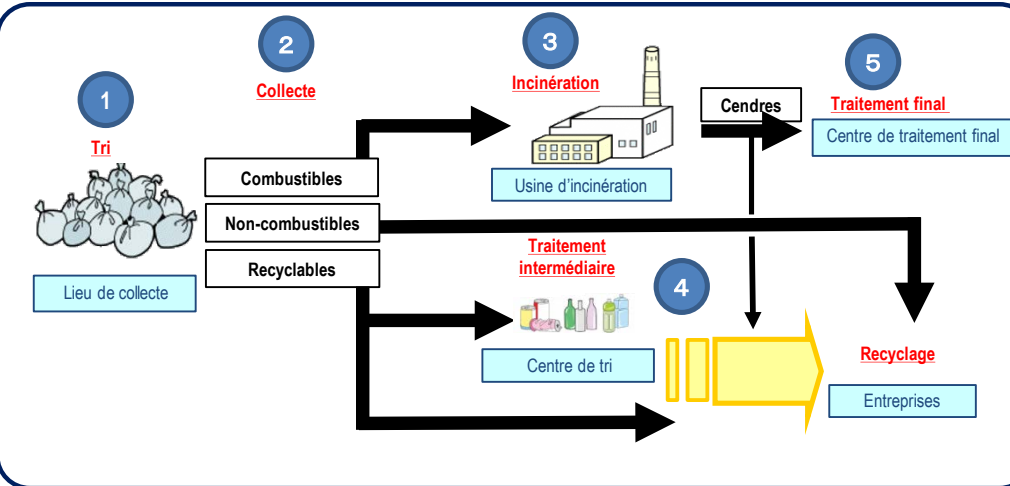 1
Tri
Lieu de collecte
2
Collecte
Combustibles
Non-combustibles
Recyclables
3
Incinération
Usine d'incinération
Cendres
5
Traitement final
Centre de traitement final
Traitement
intermédiaire
4
Centre de tri
Recyclage
Entreprises